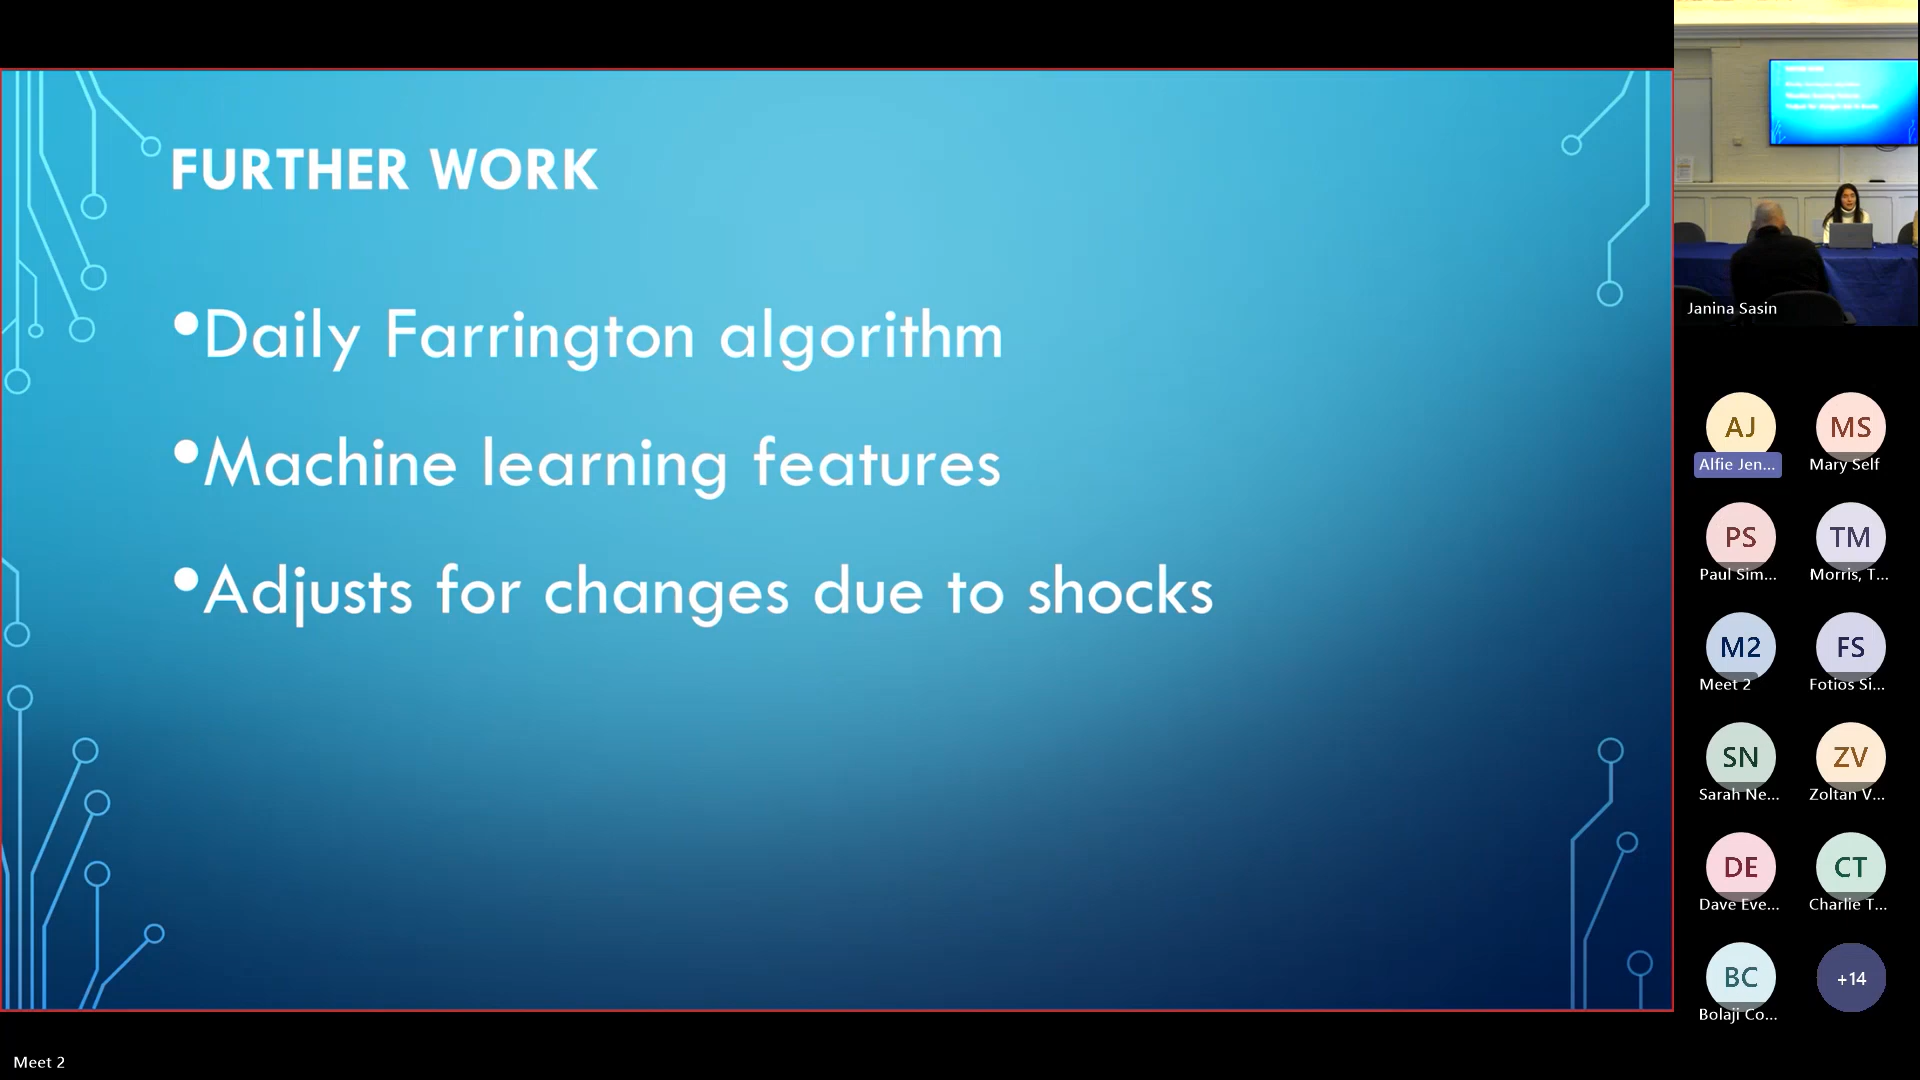 FURTHER WORK
•Daily Farrington algorithm
•Machine learning features
•Adjusts for changes due to shocks
Janina Sasin
AJ
Alfie Jen...
MS
Mary Self
PS
Paul Sim...
TM
Morris, T...
M2
Meet 2
FS
Fotios Si...
SN
Sarah Ne...
ZV
Zoltan V...
DE
Dave Eve...
CT
Charlie T...
BC
Bolaji Co...
+14
Meet 2